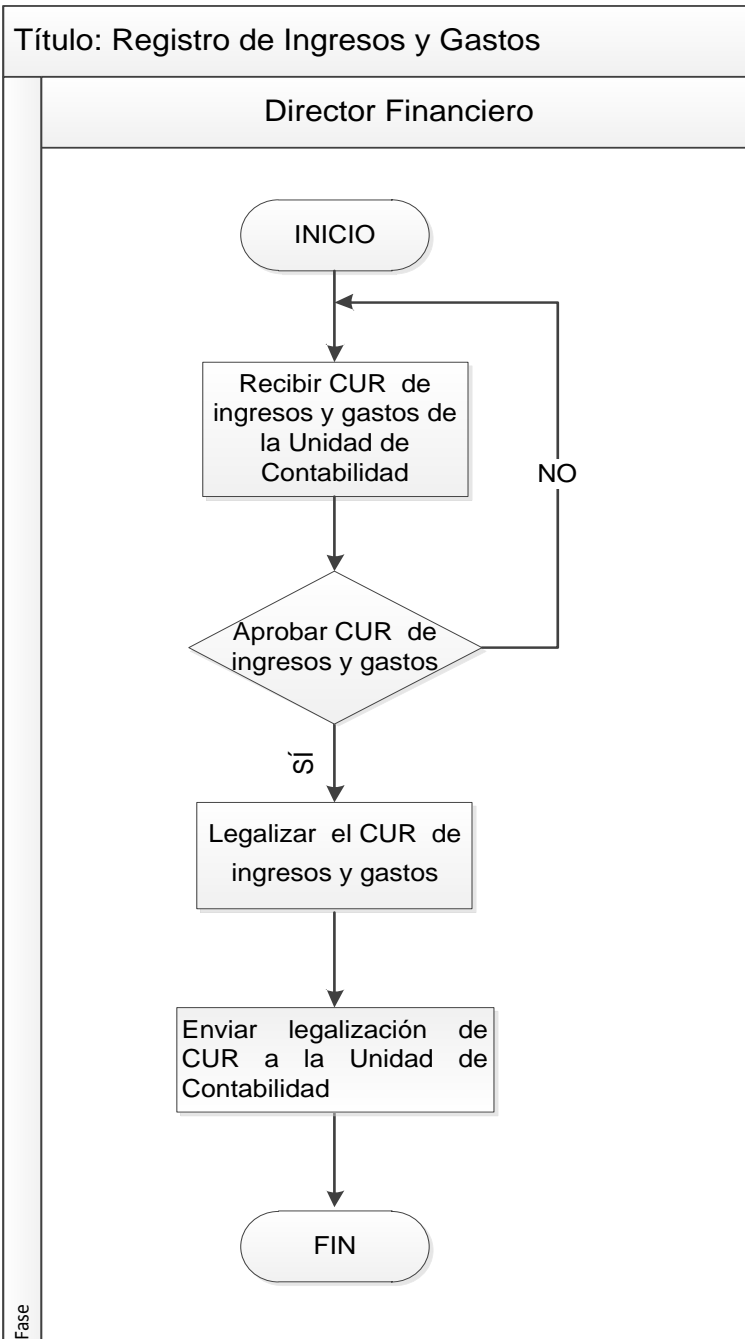 Título: Registro de Ingresos y Gastos
Director Financiero
INICIO
Recibir CUR de
ingresos y gastos de
la Unidad de
Contabilidad
NO
Aprobar CUR de
ingresos y gastos
SÍ
Legalizar el CUR de
ingresos y gastos
Enviar legalización de
CUR a la Unidad de
Contabilidad
FIN
Fase